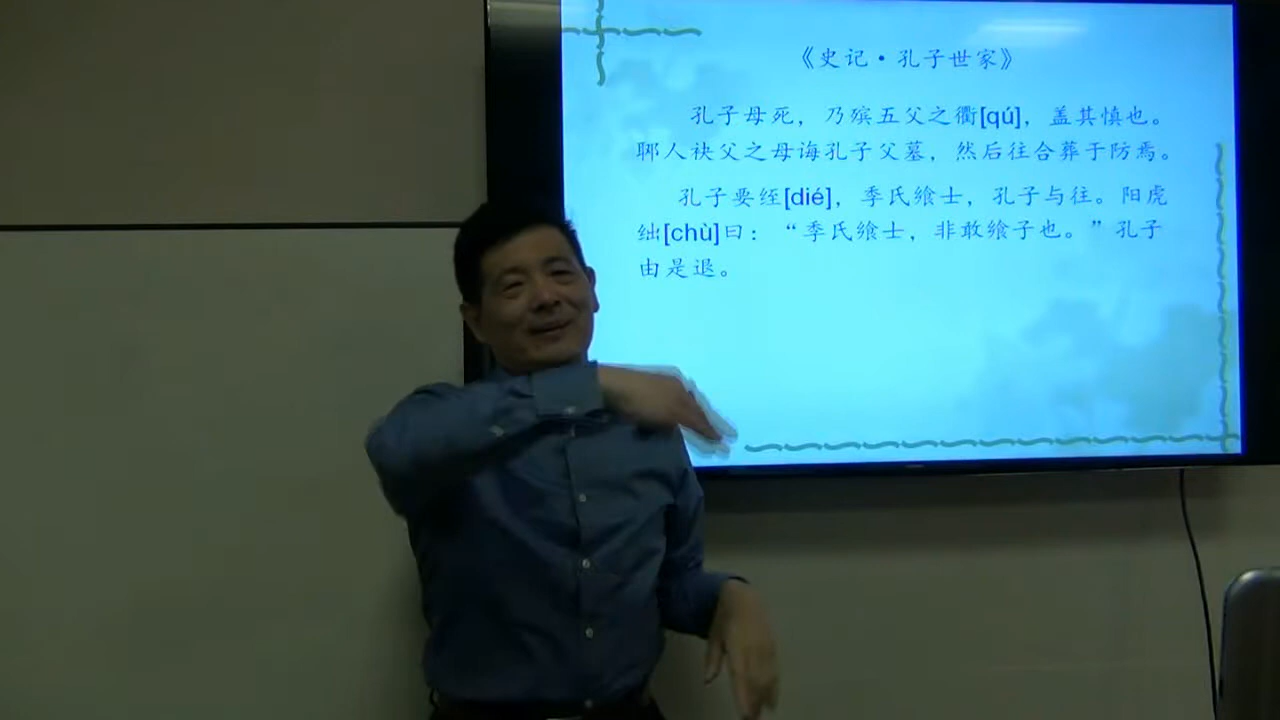 《史记·孔子世家》
孔子母死，乃殡五父之衢[qú]，盖其慎也。
郰人袂父之母诲孔子父墓，然后往合葬于防焉。
孔子要绖[dié]，季氏飨士，孔子与往。阳虎
绌[chù]曰：“季氏飨士，非敢飨子也。”孔子
由是退。